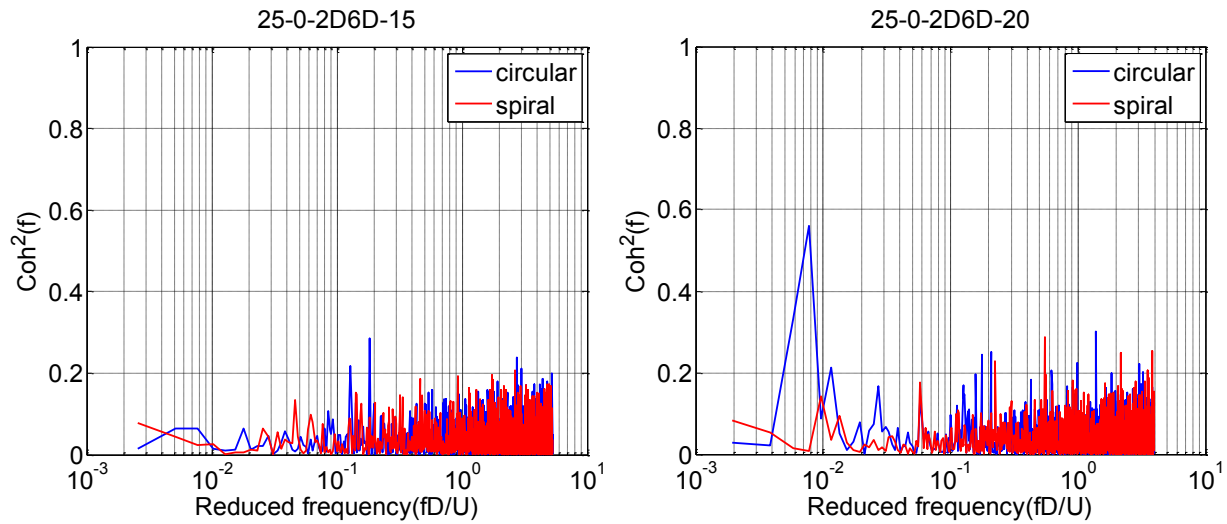 25-0-2D6D-15
1
0.8
0.6
0.4
0.2
0
Coh²(f)
circular
spiral
10⁻³
10⁻²
10⁻¹
10⁰
10¹
Reduced frequency(fD/U)
25-0-2D6D-20
1
0.8
0.6
0.4
0.2
0
Coh²(f)
circular
spiral
10⁻³
10⁻²
10⁻¹
10⁰
10¹
Reduced frequency(fD/U)